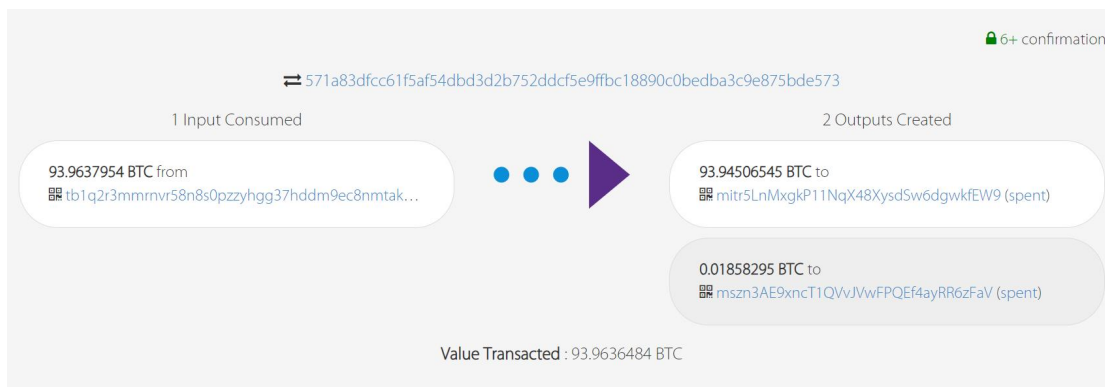 6+ confirmation
571a83dfcc61f5af54dbd3d2b752ddcf5e9ffbc18890c0bedba3c9e875bde573
1 Input Consumed
2 Outputs Created
93.9637954 BTC from
tb1q2r3mmrnvr58n8s0pzzyhgg37hddm9ec8nmtak…
93.94506545 BTC to
mitr5LnMxgkP11NqX48XysdSw6dgwkfEW9 (spent)
0.01858295 BTC to
mszn3AE9xncT1QVvJVwFPQEf4ayRR6zFaV (spent)
Value Transacted : 93.9636484 BTC